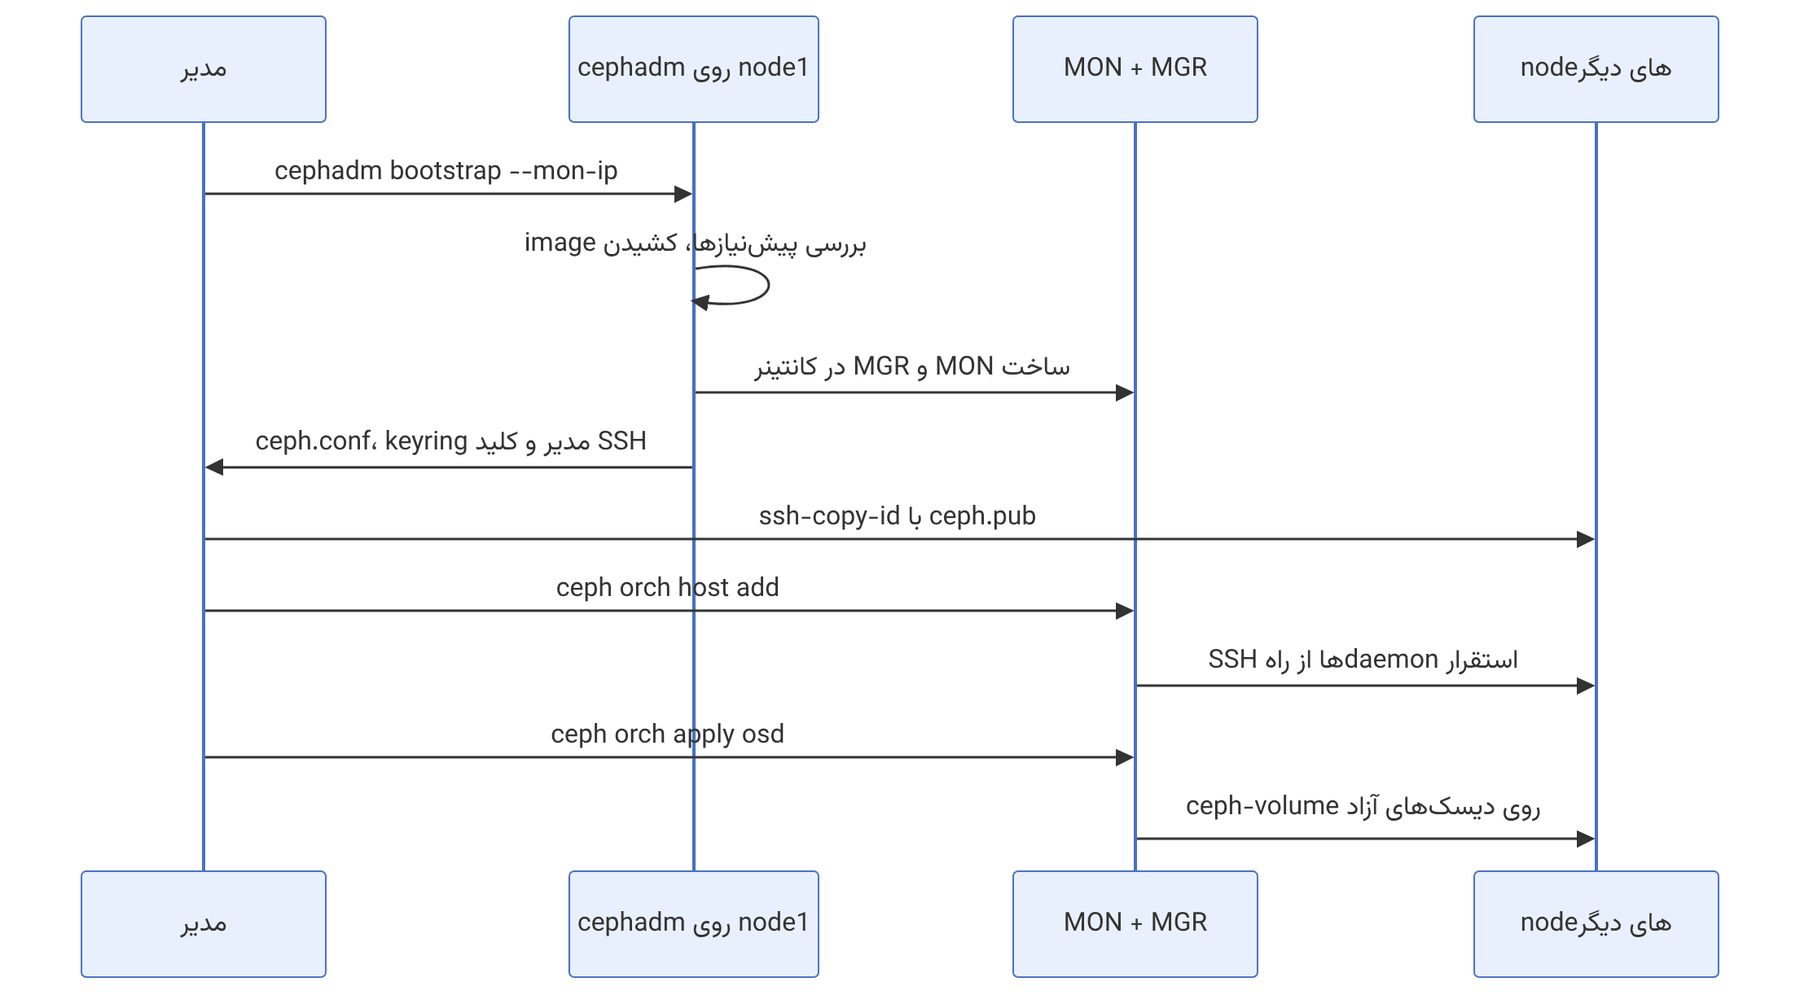 مدیر
cephadm روی node1
MON + MGR
nodeهای دیگر
cephadm bootstrap --mon-ip
بررسی پیش‌نیازها، کشیدن image
ساخت MON و MGR در کانتینر
ceph.conf، keyring مدیر و کلید SSH
ssh-copy-id با ceph.pub
ceph orch host add
استقرار daemonها از راه SSH
ceph orch apply osd
ceph-volume روی دیسک‌های آزاد
مدیر
cephadm روی node1
MON + MGR
nodeهای دیگر